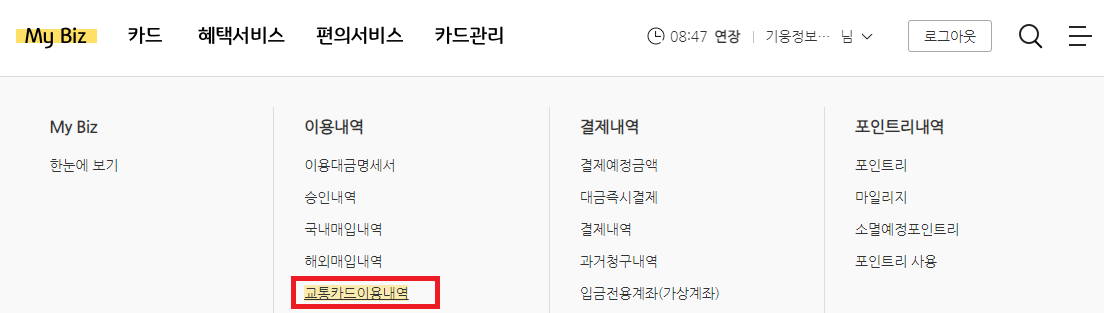 My Biz 카드 혜택서비스 편의서비스 카드관리 08:47 연장 기웅정보… 님 로그아웃
My Biz
한눈에 보기
이용내역
이용대금명세서
승인내역
국내매입내역
해외매입내역
교통카드이용내역
결제내역
결제예정금액
대금즉시결제
결제내역
과거청구내역
입금전용계좌(가상계좌)
포인트리내역
포인트리
마일리지
소멸예정포인트리
포인트리 사용